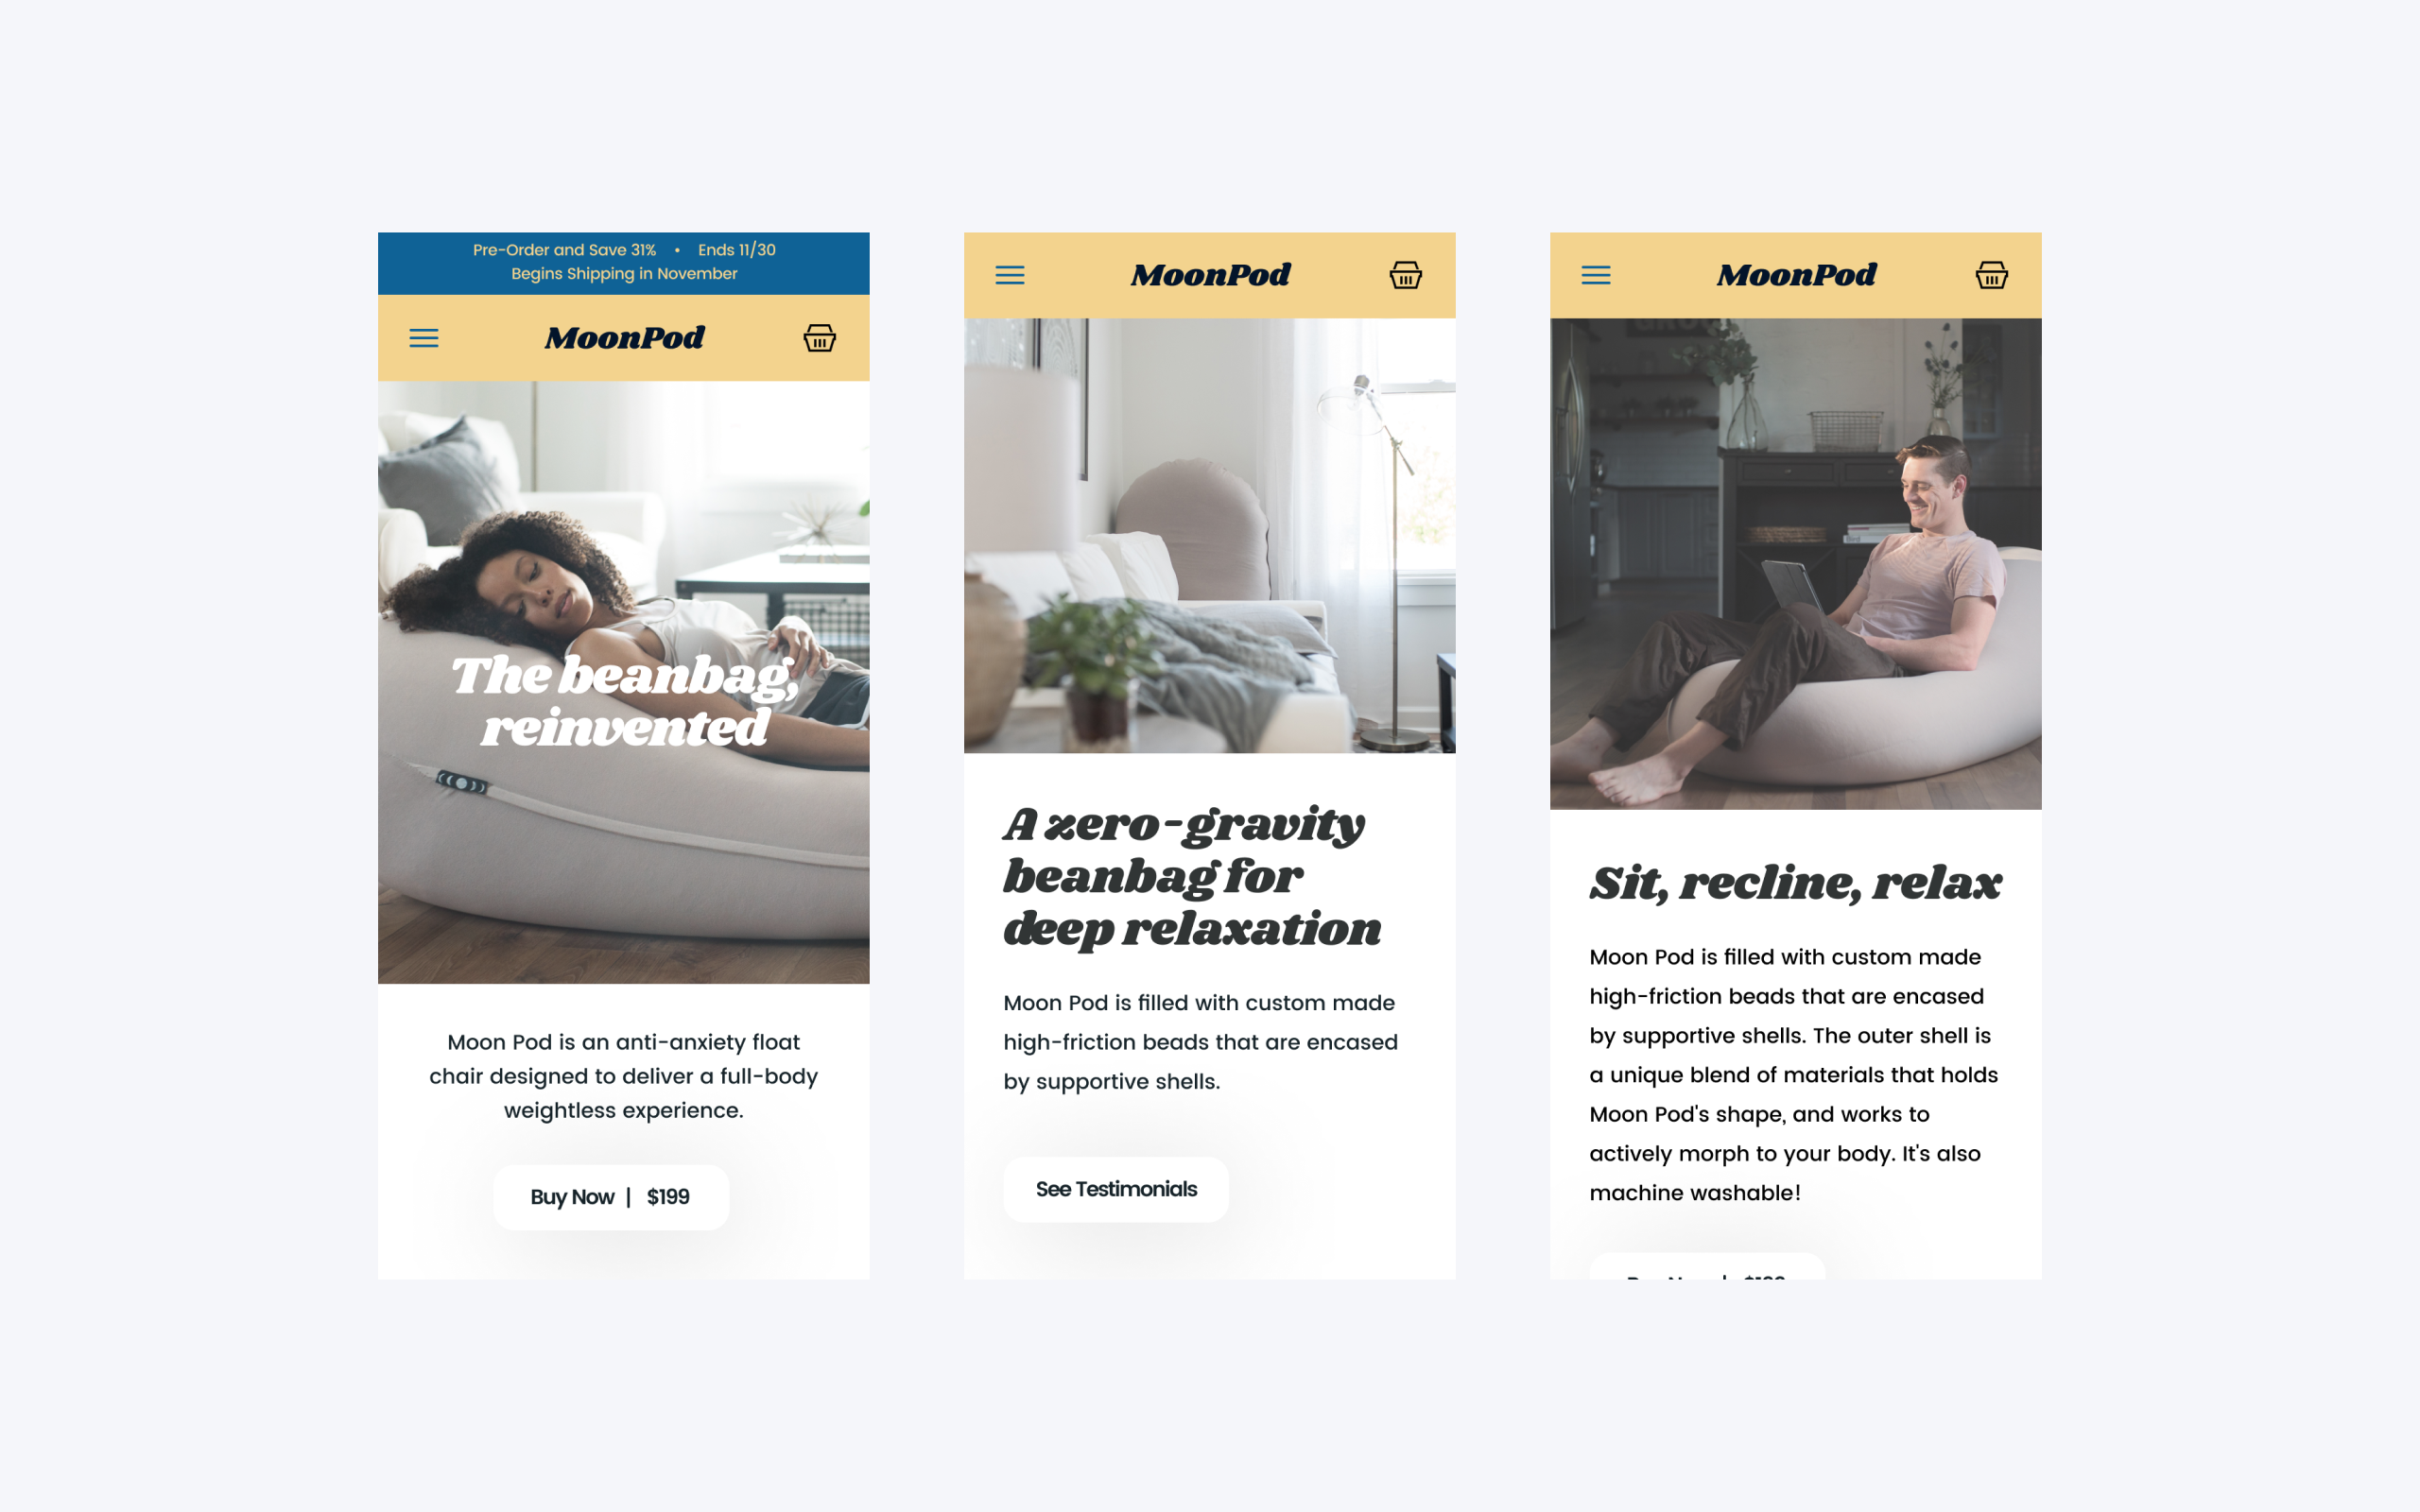 Pre-Order and Save 31% • Ends 11/30
Begins Shipping in November
MoonPod
The beanbag,
reinvented
Moon Pod is an anti-anxiety float
chair designed to deliver a full-body
weightless experience.
Buy Now | $199
MoonPod
A zero-gravity
beanbag for
deep relaxation
Moon Pod is filled with custom made
high-friction beads that are encased
by supportive shells.
See Testimonials
MoonPod
Sit, recline, relax
Moon Pod is filled with custom made
high-friction beads that are encased
by supportive shells. The outer shell is
a unique blend of materials that holds
Moon Pod's shape, and works to
actively morph to your body. It's also
machine washable!